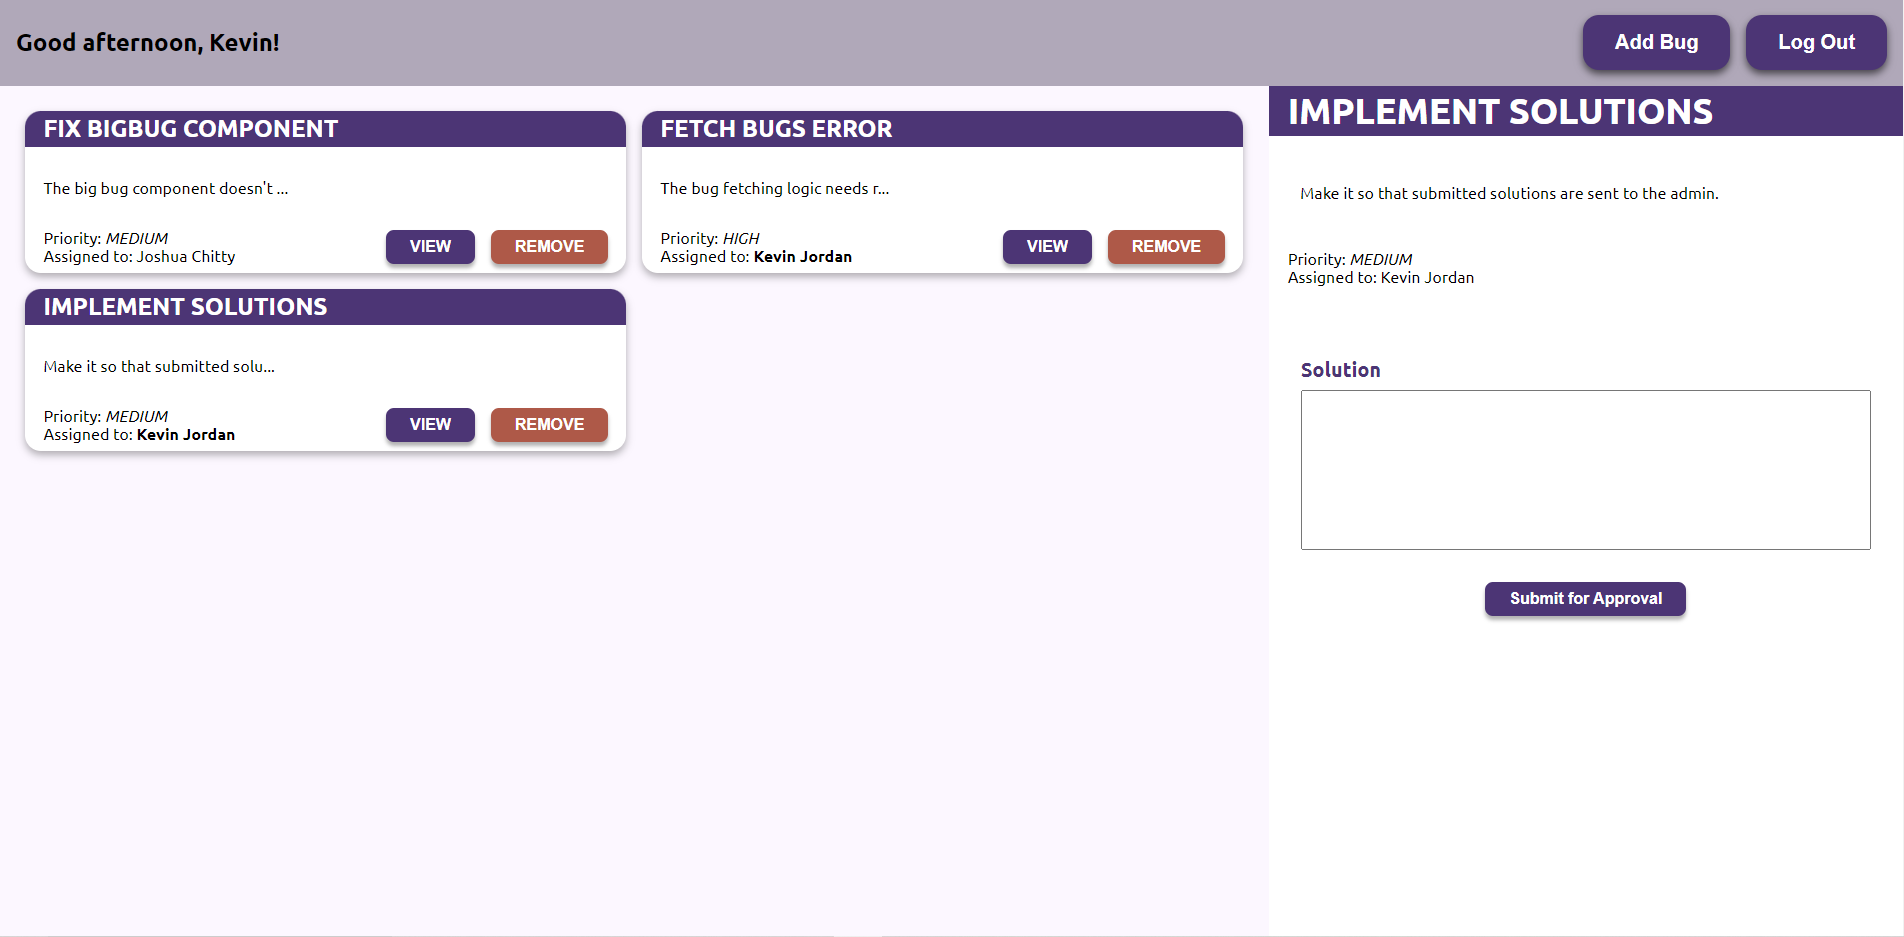 Good afternoon, Kevin!
Add Bug
Log Out
FIX BIGBUG COMPONENT
The big bug component doesn't ...
Priority: MEDIUM
Assigned to: Joshua Chitty
VIEW
REMOVE
FETCH BUGS ERROR
The bug fetching logic needs r...
Priority: HIGH
Assigned to: Kevin Jordan
VIEW
REMOVE
IMPLEMENT SOLUTIONS
Make it so that submitted solu...
Priority: MEDIUM
Assigned to: Kevin Jordan
VIEW
REMOVE
IMPLEMENT SOLUTIONS
Make it so that submitted solutions are sent to the admin.
Priority: MEDIUM
Assigned to: Kevin Jordan
Solution
Submit for Approval